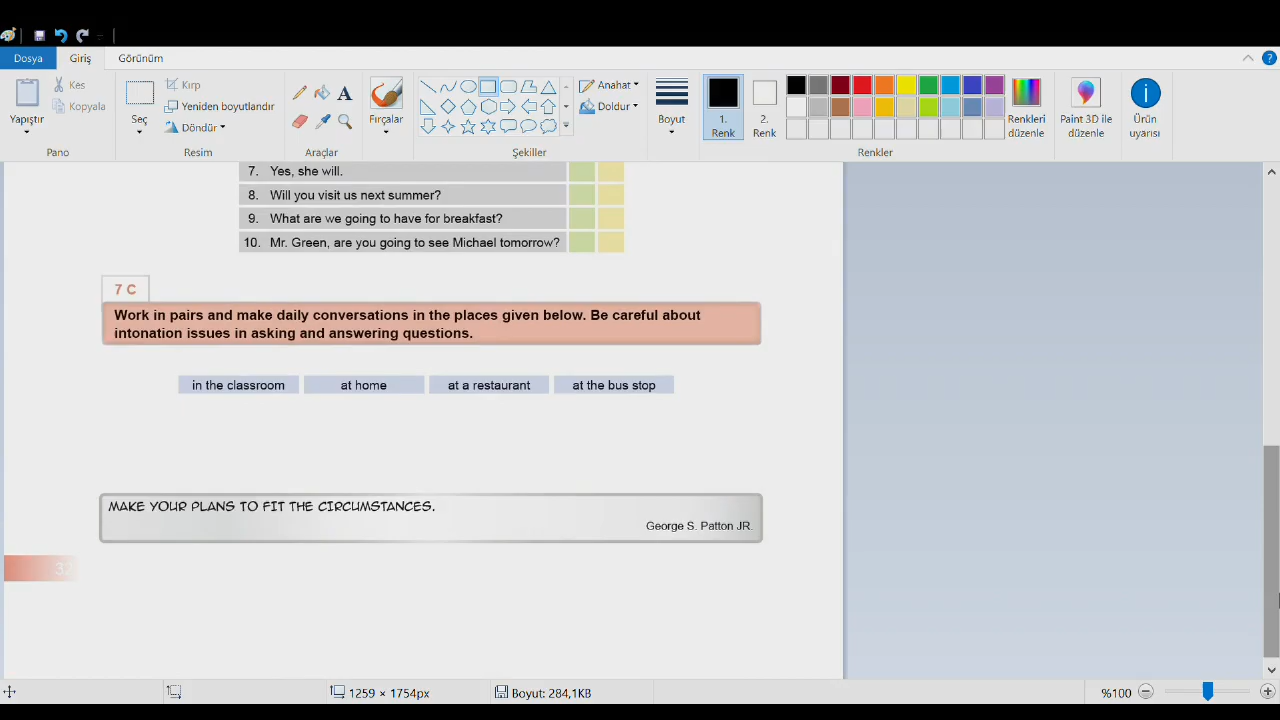 Dosya Giriş Görünüm
Yapıştır
Kes
Kopyala
Seç
Kırp
Yeniden boyutlandır
Döndür
A
Fırçalar
Anahat
Doldur
Boyut
1.
Renk
2.
Renk
Renkleri
düzenle
Paint 3D ile
düzenle
Ürün
uyarısı
Pano Resim Araçlar Şekiller Renkler
7. Yes, she will.
8. Will you visit us next summer?
9. What are we going to have for breakfast?
10. Mr. Green, are you going to see Michael tomorrow?
7 C
Work in pairs and make daily conversations in the places given below. Be careful about
intonation issues in asking and answering questions.
in the classroom at home at a restaurant at the bus stop
MAKE YOUR PLANS TO FIT THE CIRCUMSTANCES.
George S. Patton JR.
32
1259 × 1754px Boyut: 284,1KB %100